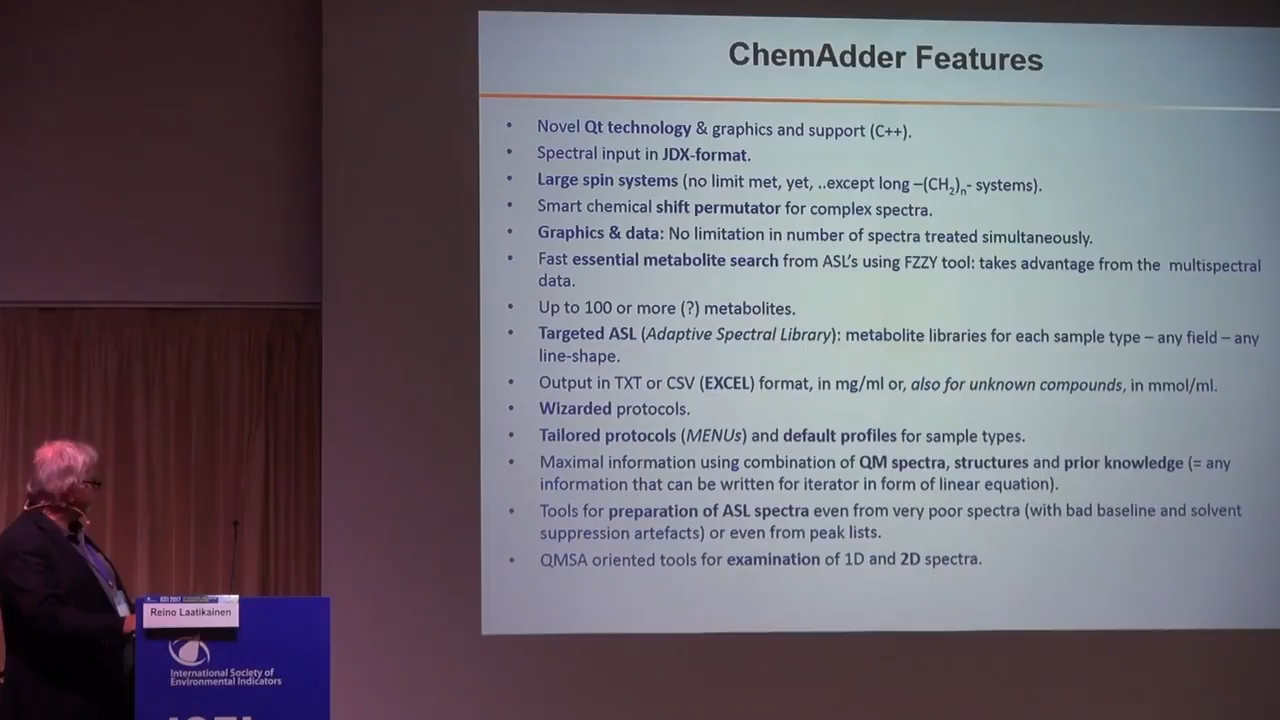 ChemAdder Features
• Novel Qt technology & graphics and support (C++).
• Spectral input in JDX-format.
• Large spin systems (no limit met, yet, ..except long –(CH₂)ₙ- systems).
• Smart chemical shift permutator for complex spectra.
• Graphics & data: No limitation in number of spectra treated simultaneously.
• Fast essential metabolite search from ASL's using FZZY tool: takes advantage from the multispectral
data.
• Up to 100 or more (?) metabolites.
• Targeted ASL (Adaptive Spectral Library): metabolite libraries for each sample type – any field – any
line-shape.
• Output in TXT or CSV (EXCEL) format, in mg/ml or, also for unknown compounds, in mmol/ml.
• Wizarded protocols.
• Tailored protocols (MENUs) and default profiles for sample types.
• Maximal information using combination of QM spectra, structures and prior knowledge (= any
information that can be written for iterator in form of linear equation).
• Tools for preparation of ASL spectra even from very poor spectra (with bad baseline and solvent
suppression artefacts) or even from peak lists.
• QMSA oriented tools for examination of 1D and 2D spectra.
Reino Laatikainen
International Society of
Environmental Indicators